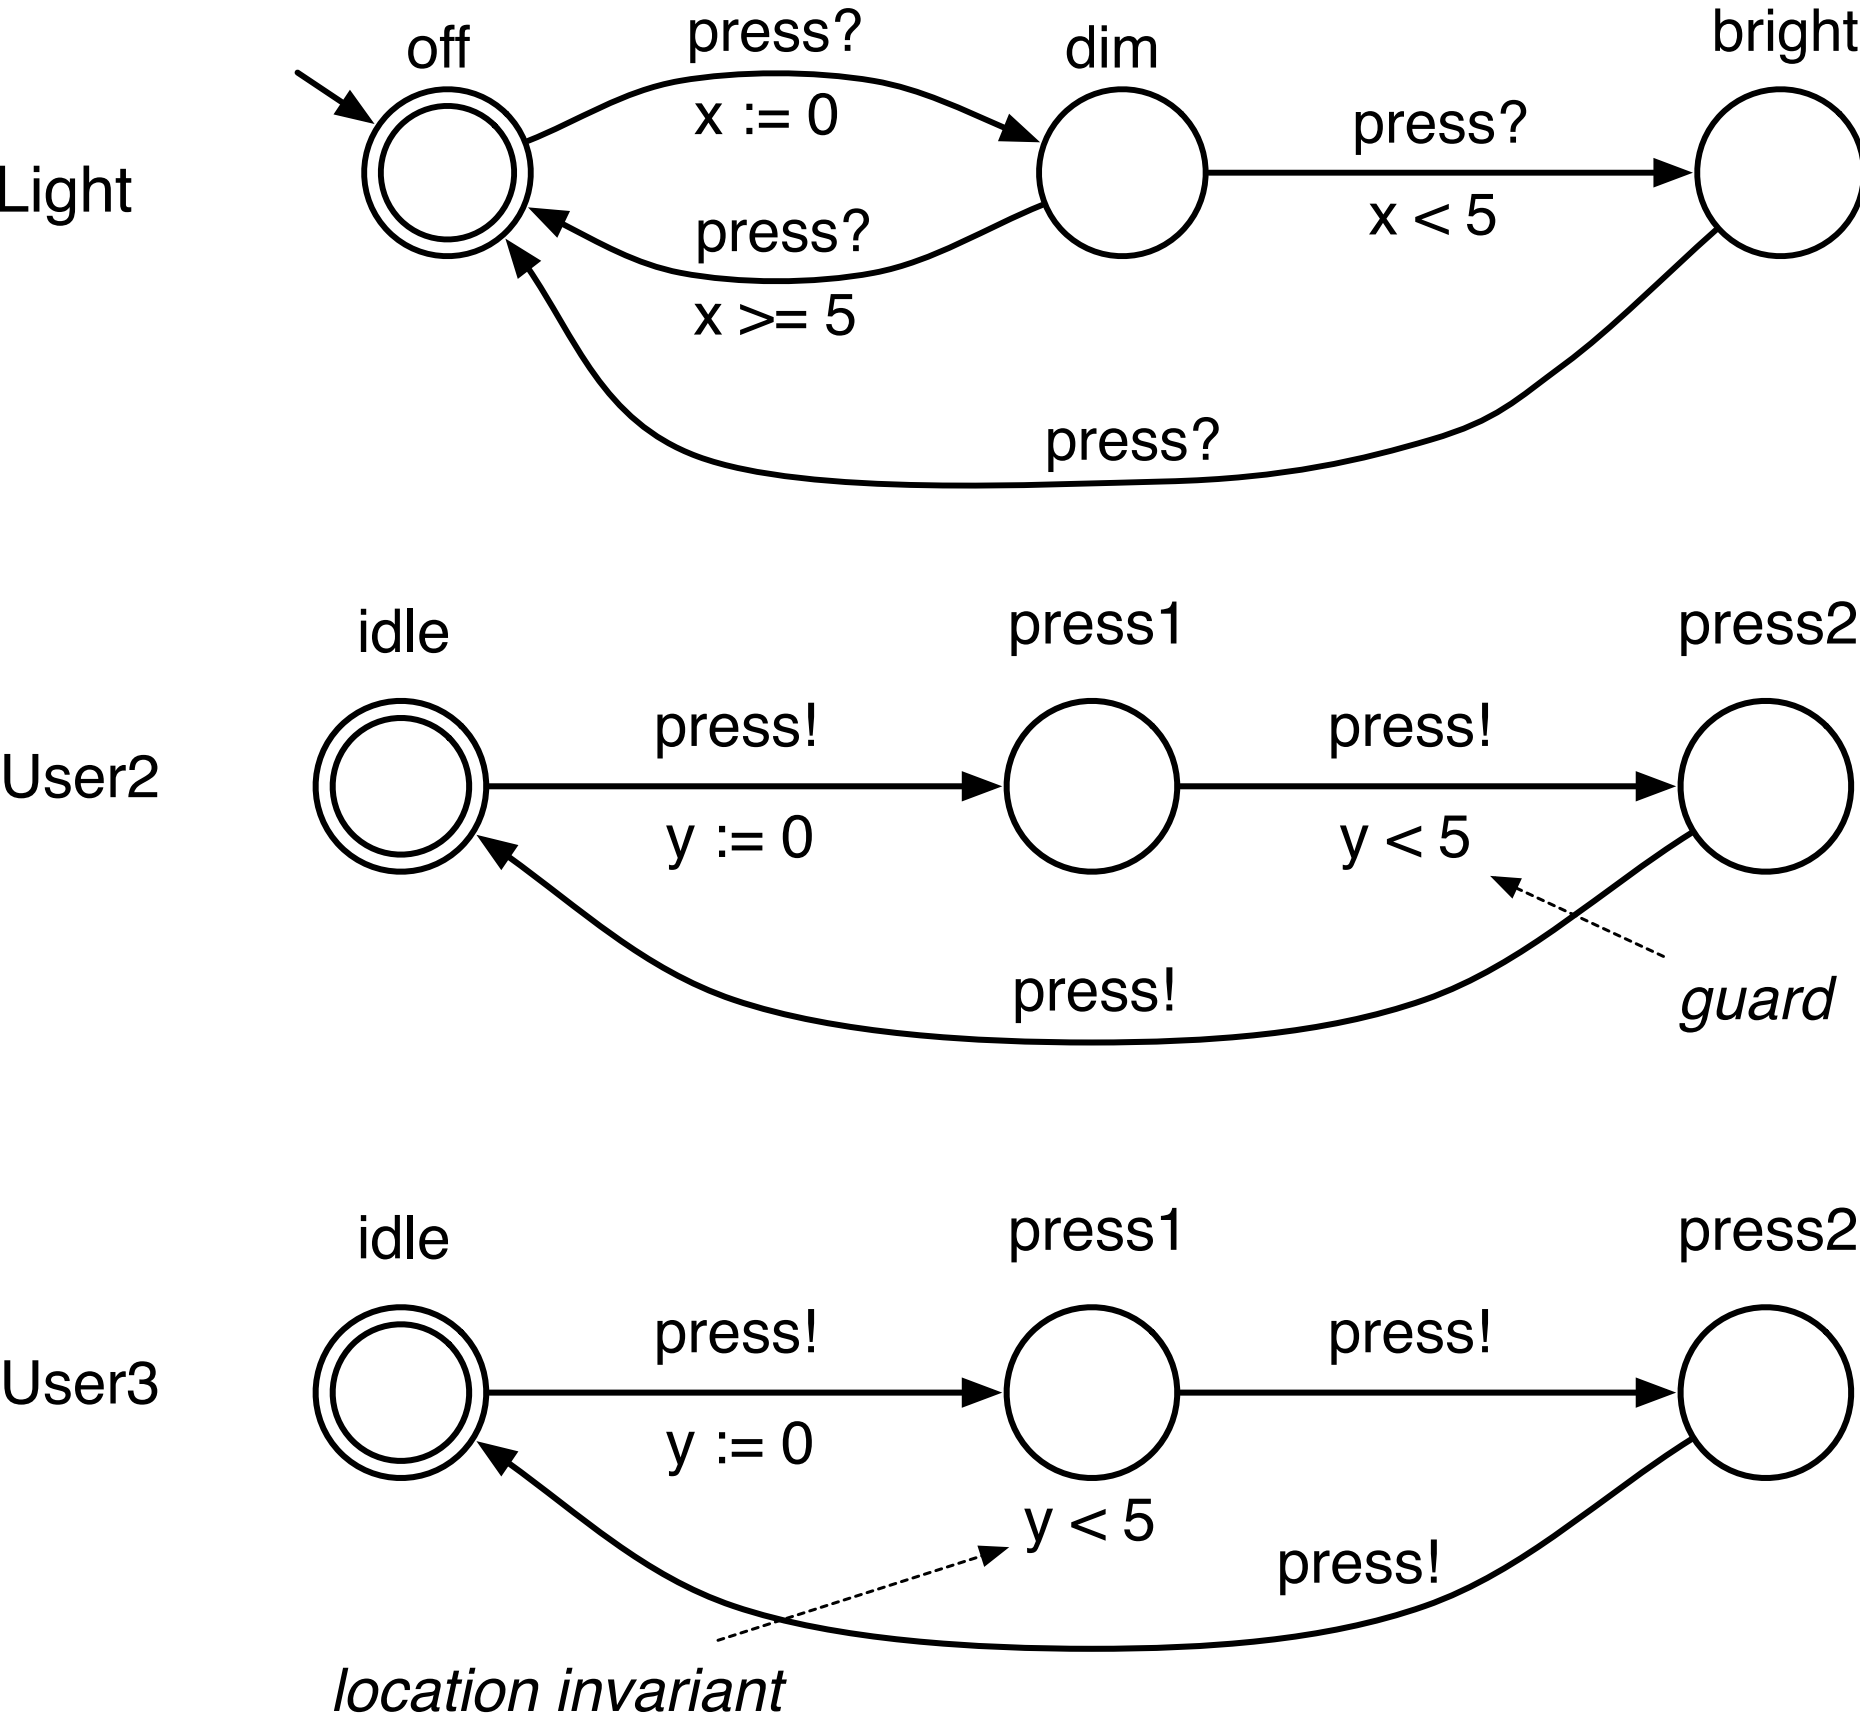 off
press?
dim
bright
x := 0
press?
Light
x < 5
press?
x >= 5
press?
idle
press1
press2
press!
press!
User2
y := 0
y < 5
press!
guard
idle
press1
press2
press!
press!
User3
y := 0
y < 5
press!
location invariant